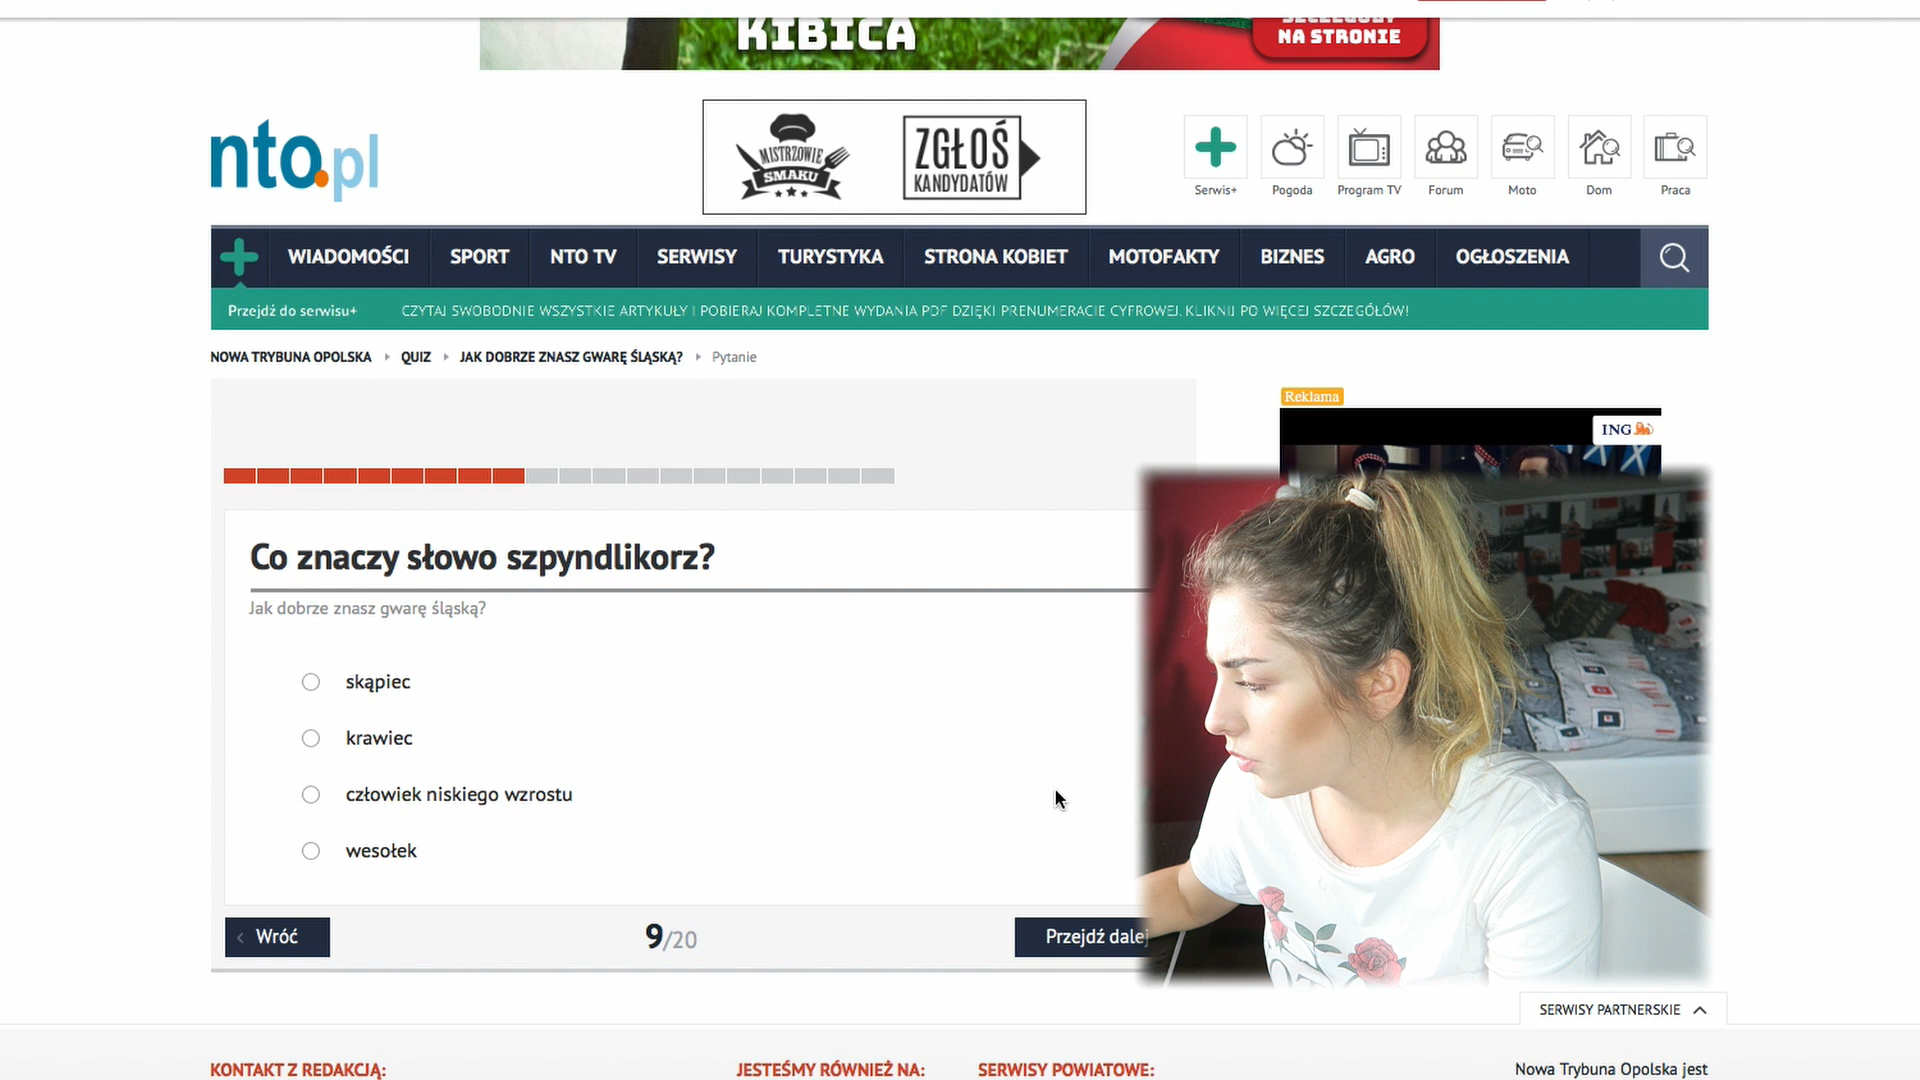 KIBICA
SZCZEGÓŁY
NA STRONIE
nto.pl
MISTRZOWIE
SMAKU
ZGŁOŚ
KANDYDATÓW
Serwis+
Pogoda
Program TV
Forum
Moto
Dom
Praca
WIADOMOŚCI
SPORT
NTO TV
SERWISY
TURYSTYKA
STRONA KOBIET
MOTOFAKTY
BIZNES
AGRO
OGŁOSZENIA
Przejdź do serwisu+
CZYTAJ SWOBODNIE WSZYSTKIE ARTYKUŁY I POBIERAJ KOMPLETNE WYDANIA PDF DZIĘKI PRENUMERACIE CYFROWEJ. KLIKNIJ PO WIĘCEJ SZCZEGÓŁÓW!
NOWA TRYBUNA OPOLSKA
QUIZ
JAK DOBRZE ZNASZ GWARĘ ŚLĄSKĄ?
Pytanie
Reklama
ING
Co znaczy słowo szpyndlikorz?
Jak dobrze znasz gwarę śląską?
skąpiec
krawiec
człowiek niskiego wzrostu
wesołek
Wróć
9/20
Przejdź dalej
SERWISY PARTNERSKIE
KONTAKT Z REDAKCJĄ:
JESTEŚMY RÓWNIEŻ NA:
SERWISY POWIATOWE:
Nowa Trybuna Opolska jest